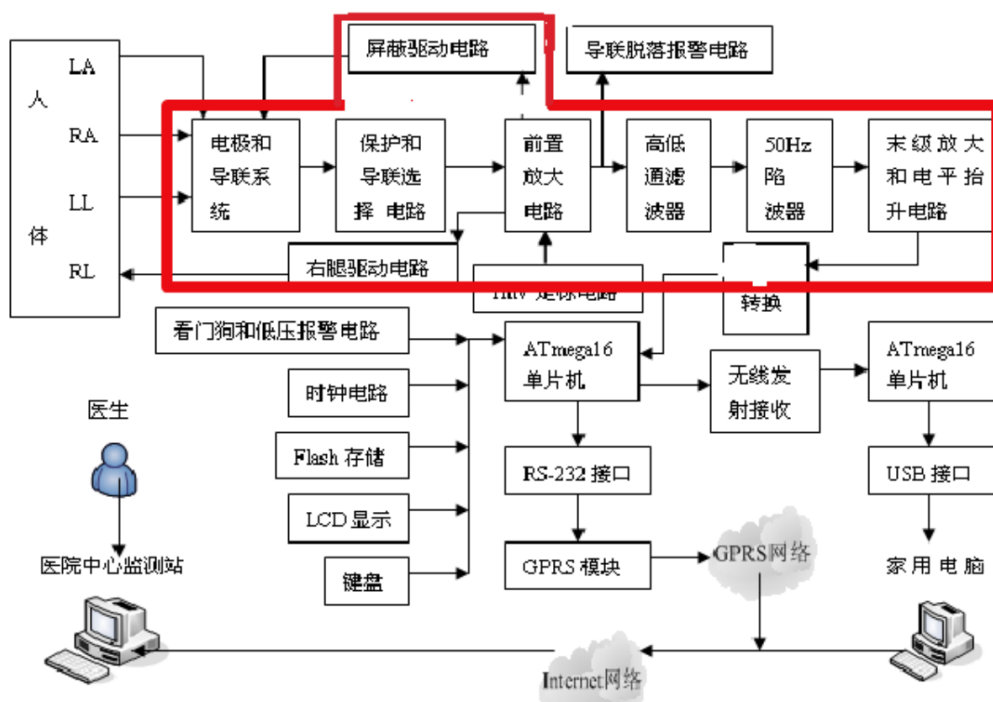 屏蔽驱动电路
导联脱落报警电路
人
体
LA
RA
LL
RL
电极和
导联系
统
保护和
导联选
择 电路
前置
放大
电路
高低
通滤
波器
50Hz
陷
波器
末级放大
和电平抬
升电路
右腿驱动电路
1mV 定标电路
转换
看门狗和低压报警电路
时钟电路
Flash 存储
LCD 显示
键盘
ATmega16
单片机
无线发
射接收
ATmega16
单片机
RS-232 接口
USB 接口
GPRS 模块
GPRS网络
家用电脑
医生
医院中心监测站
Internet网络